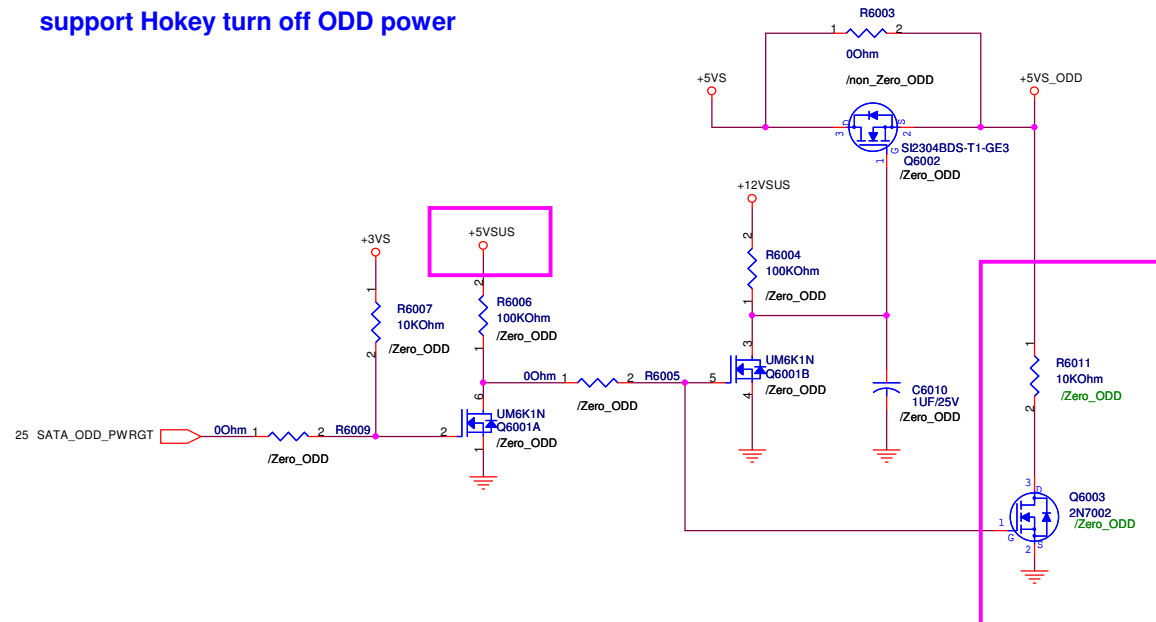 support Hokey turn off ODD power
R6003
1 2
0Ohm
/non_Zero_ODD
+5VS
+5VS_ODD
D
3
S
2
G
1
SI2304BDS-T1-GE3
Q6002
/Zero_ODD
+12VSUS
2
R6004
100KOhm
/Zero_ODD
1
+3VS
+5VSUS
1
R6007
10KOhm
/Zero_ODD
2
2
R6006
100KOhm
/Zero_ODD
1
0Ohm 1 2 R6005
/Zero_ODD
3
5
UM6K1N
Q6001B
/Zero_ODD
4
C6010
1UF/25V
/Zero_ODD
1
R6011
10KOhm
/Zero_ODD
2
25 SATA_ODD_PWRGT
0Ohm 1 2 R6009
/Zero_ODD
6
2
UM6K1N
Q6001A
/Zero_ODD
1
3
D
1
G
2
S
Q6003
2N7002
/Zero_ODD